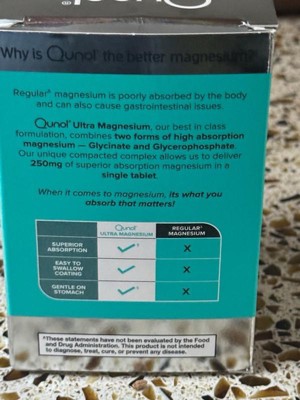 Qunol
Why is Qunol the better magnesium?
Regular° magnesium is poorly absorbed by the body
and can also cause gastrointestinal issues.
Qunol Ultra Magnesium, our best in class
formulation, combines two forms of high absorption
magnesium — Glycinate and Glycerophosphate.
Our unique compacted complex allows us to deliver
250mg of superior absorption magnesium in a
single tablet.
When it comes to magnesium, its what you
absorb that matters!
Qunol ULTRA MAGNESIUM
REGULAR° MAGNESIUM
SUPERIOR
ABSORPTION
✓ X
EASY TO
SWALLOW
COATING
✓ X
GENTLE ON
STOMACH
✓ X
These statements have not been evaluated by the Food
and Drug Administration. This product is not intended
to diagnose, treat, cure, or prevent any disease.